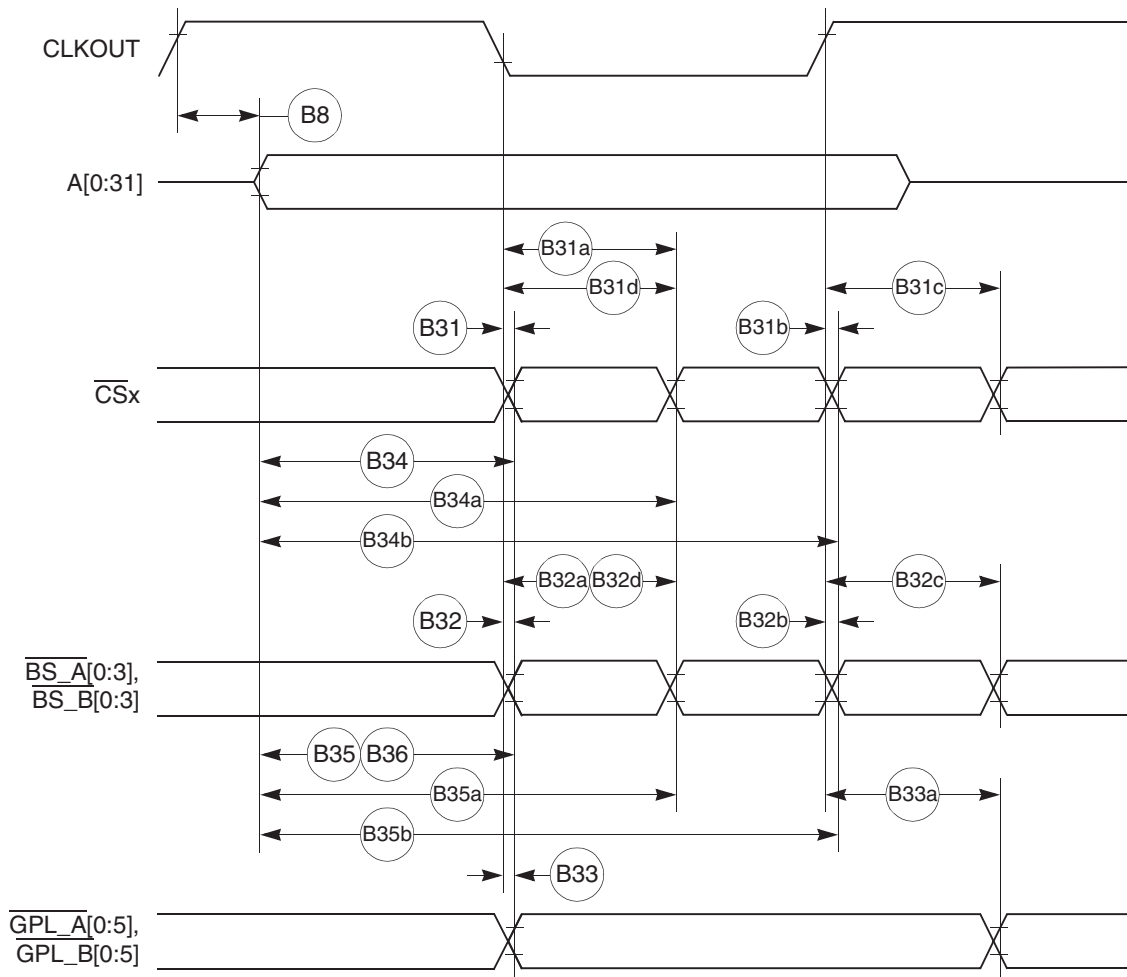 CLKOUT
B8
A[0:31]
B31a
B31d
B31c
B31
B31b
CSx
B34
B34a
B34b
B32a B32d
B32c
B32
B32b
BS_A[0:3],
BS_B[0:3]
B35 B36
B35a
B33a
B35b
B33
GPL_A[0:5],
GPL_B[0:5]